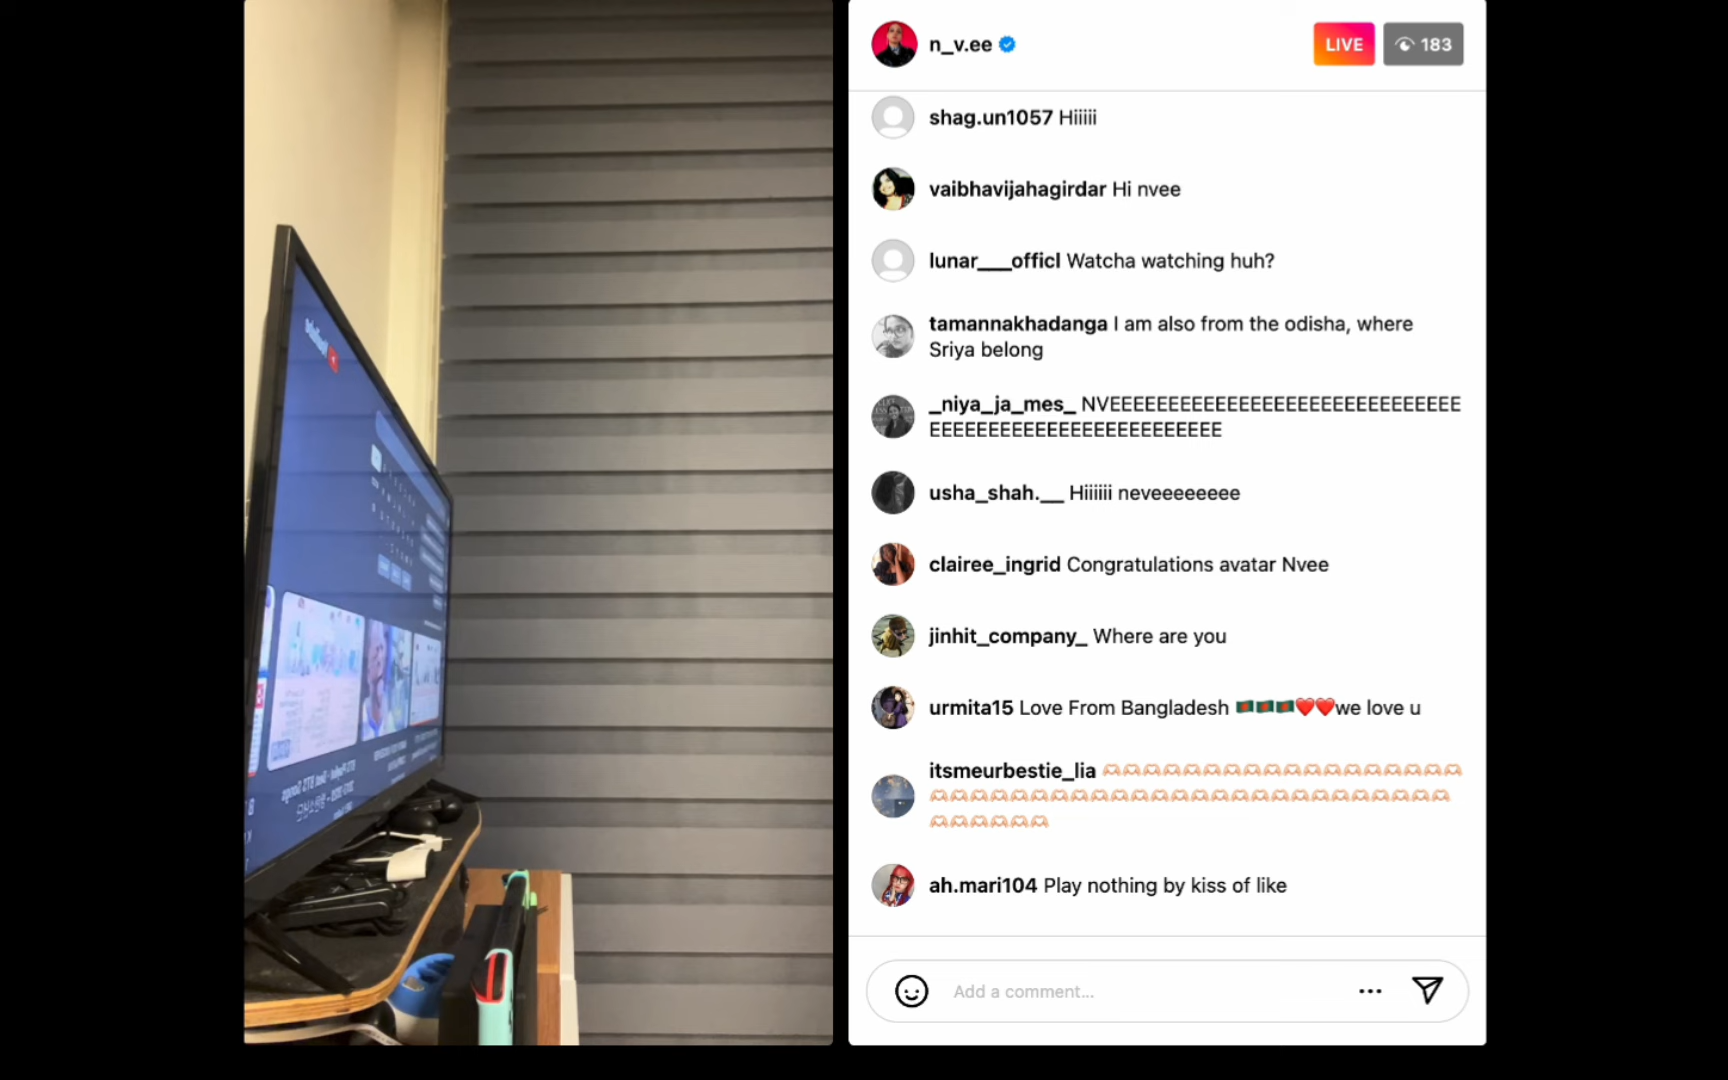 n_v.ee
LIVE
183
shag.un1057 Hiiiii
vaibhavijahagirdar Hi nvee
lunar___officl Watcha watching huh?
tamannakhadanga I am also from the odisha, where
Sriya belong
_niya_ja_mes_ NVEEEEEEEEEEEEEEEEEEEEEEEEEEEEEE
EEEEEEEEEEEEEEEEEEEEEEEEE
usha_shah.__ Hiiiiii neveeeeeeee
clairee_ingrid Congratulations avatar Nvee
jinhit_company_ Where are you
urmita15 Love From Bangladesh 🇧🇩🇧🇩🇧🇩❤️❤️we love u
itsmeurbestie_lia 🫶🏻🫶🏻🫶🏻🫶🏻🫶🏻🫶🏻🫶🏻🫶🏻🫶🏻🫶🏻🫶🏻🫶🏻🫶🏻🫶🏻🫶🏻🫶🏻🫶🏻🫶🏻
🫶🏻🫶🏻🫶🏻🫶🏻🫶🏻🫶🏻🫶🏻🫶🏻🫶🏻🫶🏻🫶🏻🫶🏻🫶🏻🫶🏻🫶🏻🫶🏻🫶🏻🫶🏻🫶🏻🫶🏻🫶🏻🫶🏻🫶🏻🫶🏻🫶🏻🫶🏻
🫶🏻🫶🏻🫶🏻🫶🏻🫶🏻🫶🏻
ah.mari104 Play nothing by kiss of like
Add a comment...